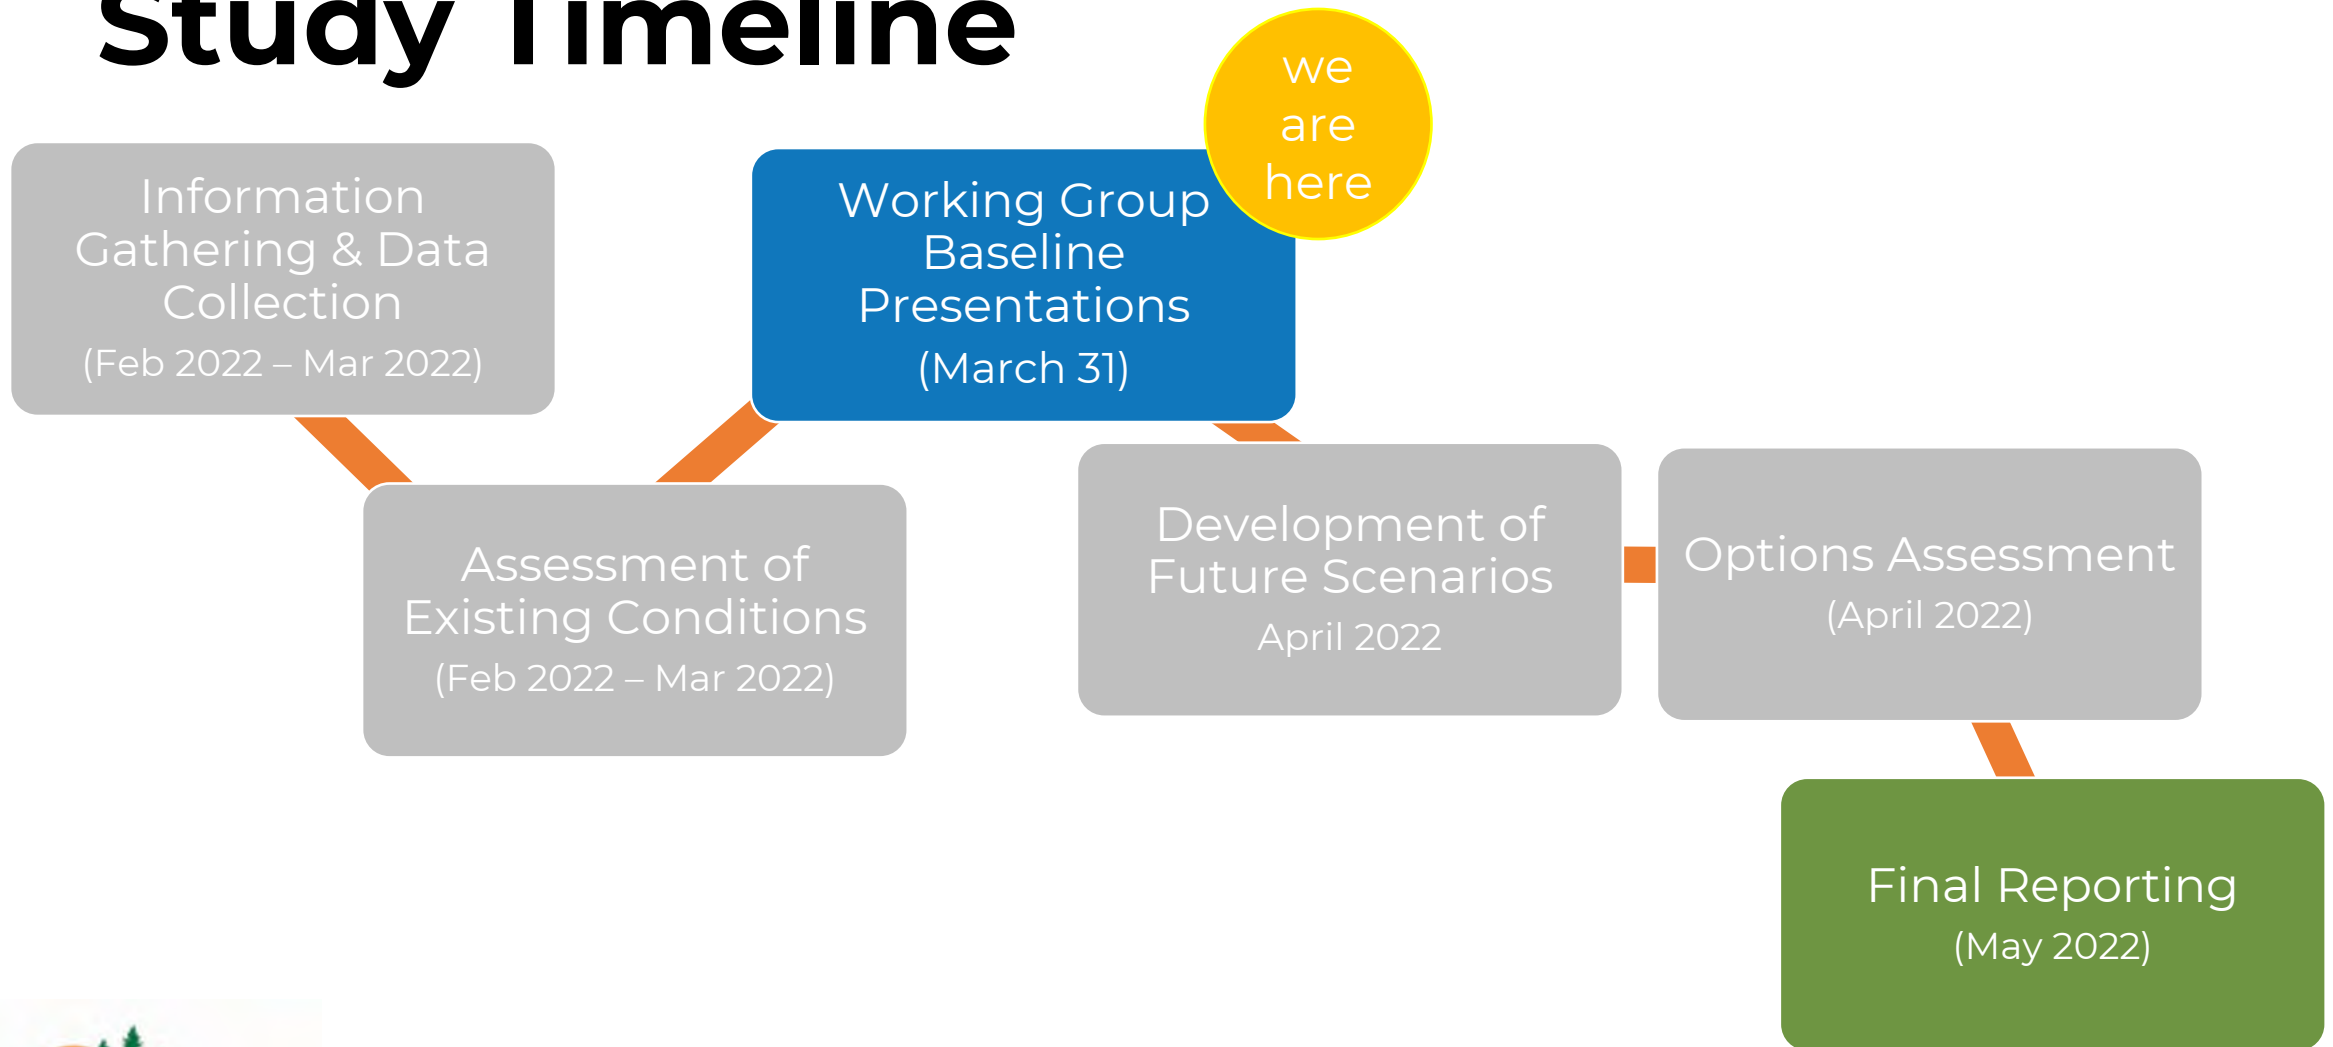 Study Timeline
we
are
here
Information
Gathering & Data
Collection
(Feb 2022 – Mar 2022)
Working Group
Baseline
Presentations
(March 31)
Assessment of
Existing Conditions
(Feb 2022 – Mar 2022)
Development of
Future Scenarios
April 2022
Options Assessment
(April 2022)
Final Reporting
(May 2022)